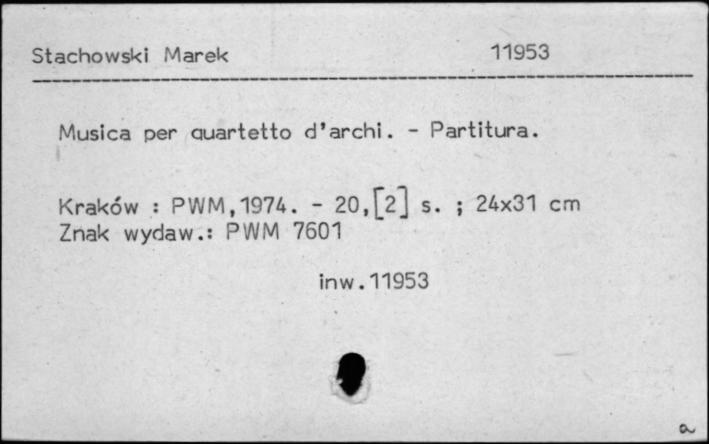 Stachowski Marek 11953
Musica per quartetto d'archi. - Partitura.
Kraków : PWM,1974. - 20,[2] s. ; 24x31 cm
Znak wydaw.: PWM 7601
inw.11953
a